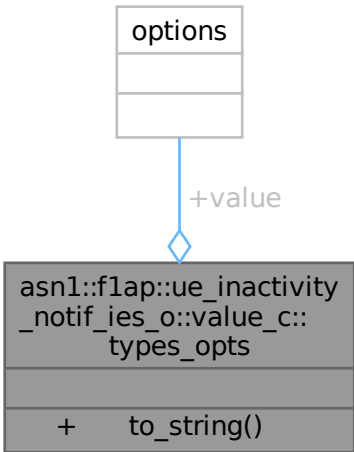 options
+value
asn1::f1ap::ue_inactivity
_notif_ies_o::value_c::
types_opts
+ to_string()